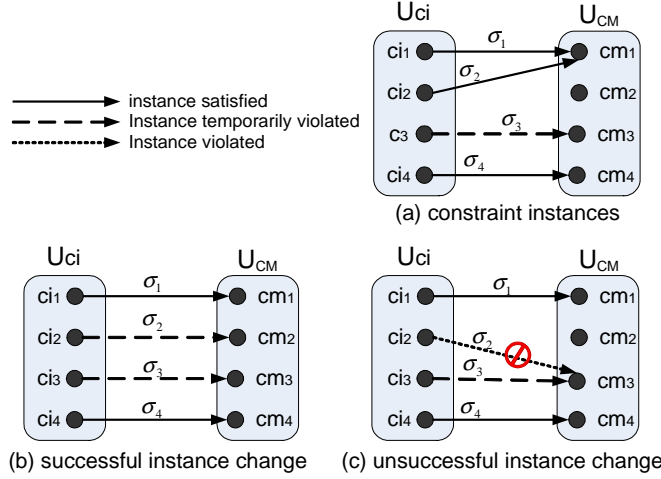 Uci
UCM
ci1
σ1
cm1
ci2
σ2
cm2
c3
σ3
cm3
ci4
σ4
cm4
(a) constraint instances
instance satisfied
Instance temporarily violated
Instance violated
Uci
UCM
ci1
σ1
cm1
ci2
σ2
cm2
ci3
σ3
cm3
ci4
σ4
cm4
(b) successful instance change
Uci
UCM
ci1
σ1
cm1
ci2
σ2
cm2
ci3
σ3
cm3
ci4
σ4
cm4
(c) unsuccessful instance change